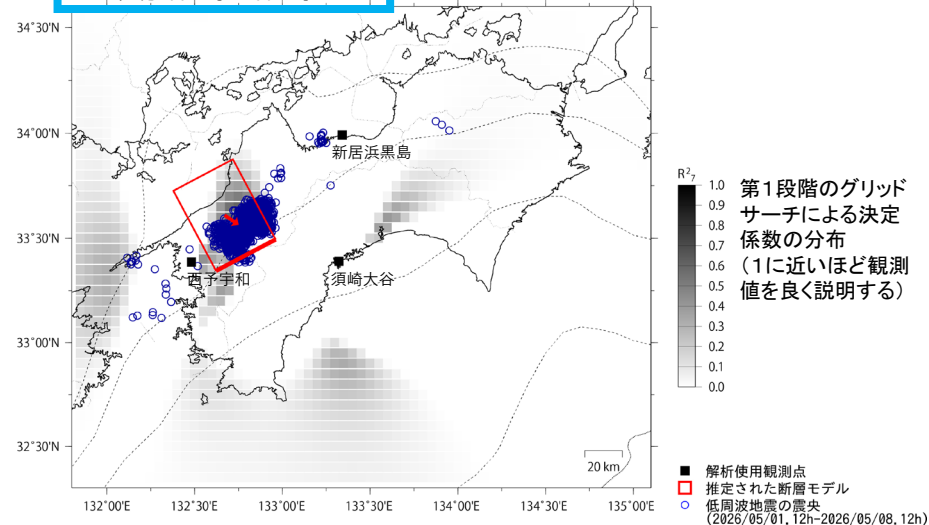 34°30'N
34°00'N
33°30'N
33°00'N
32°30'N
132°00'E
132°30'E
133°00'E
133°30'E
134°00'E
134°30'E
135°00'E
新居浜黒島
西予宇和
須崎大谷
20 km
R²₇
1.0
0.9
0.8
0.7
0.6
0.5
0.4
0.3
0.2
0.1
0.0
第1段階のグリッド
サーチによる決定
係数の分布
（1に近いほど観測
値を良く説明する）
解析使用観測点
推定された断層モデル
低周波地震の震央
(2026/05/01.12h-2026/05/08.12h)